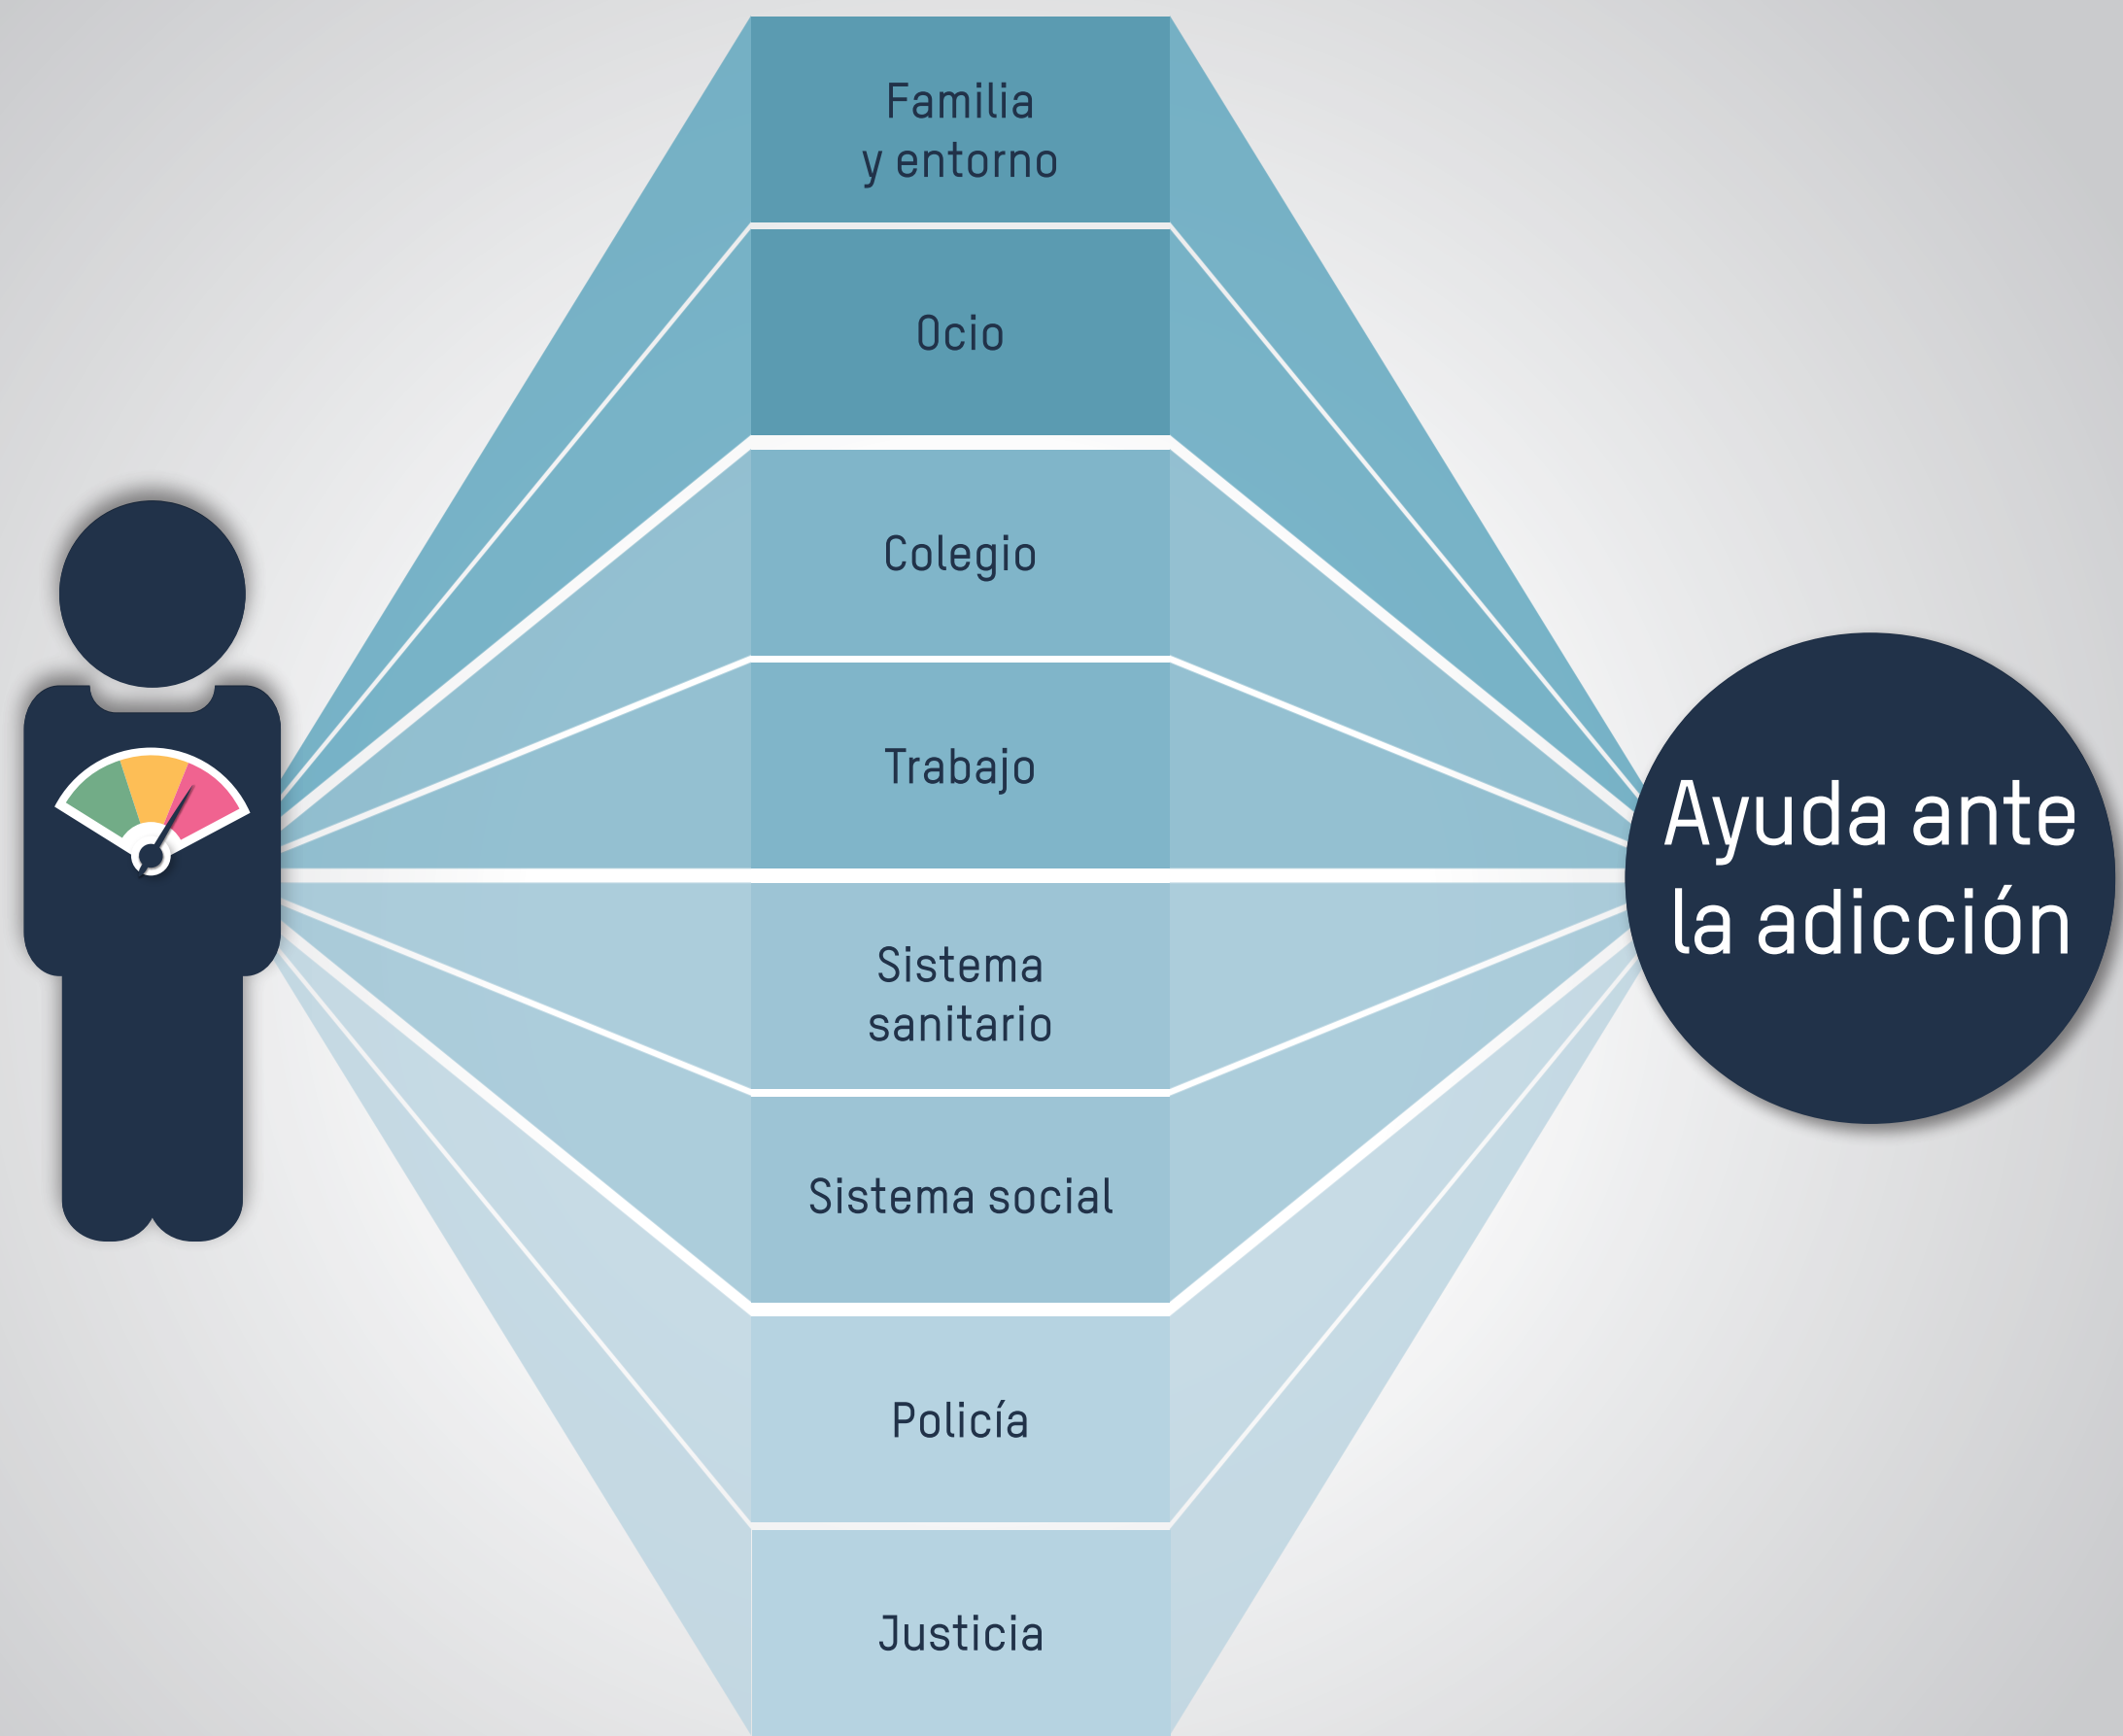 Familia
y entorno
Ocio
Colegio
Trabajo
Sistema
sanitario
Sistema social
Policía
Justicia
Ayuda ante
la adicción